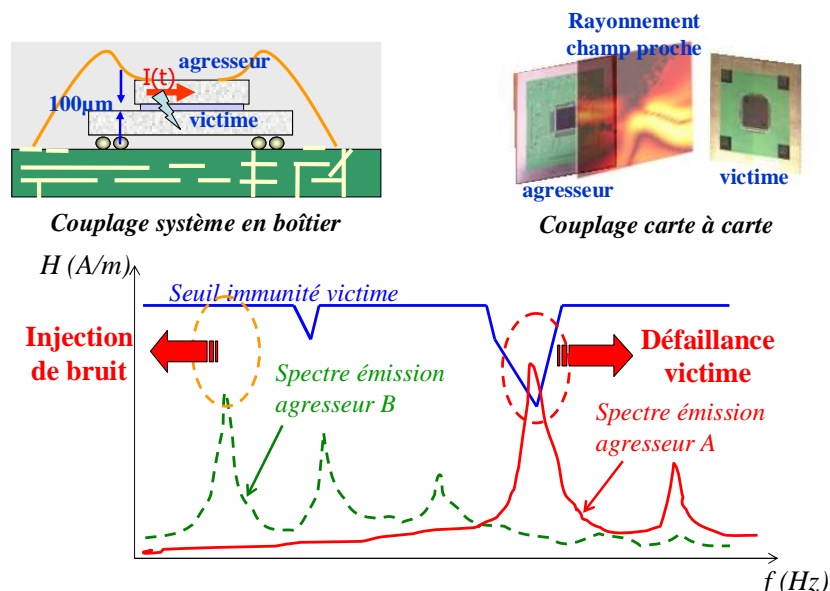 agresseur
I(t)
100µm
victime
Couplage système en boîtier
Rayonnement
champ proche
agresseur
victime
Couplage carte à carte
H (A/m)
Seuil immunité victime
Injection
de bruit
Spectre émission
agresseur B
Défaillance
victime
Spectre émission
agresseur A
f (Hz)